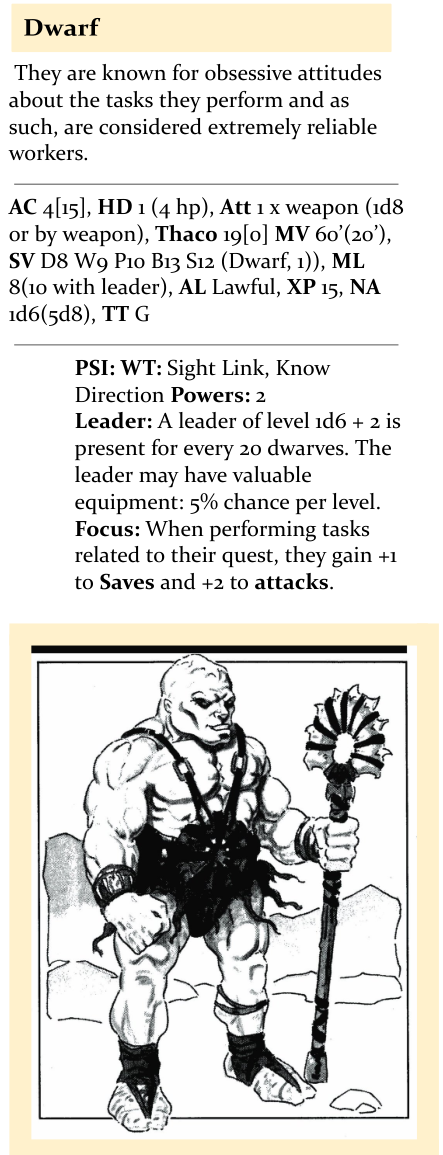 Dwarf
They are known for obsessive attitudes
about the tasks they perform and as
such, are considered extremely reliable
workers.
AC 4[15], HD 1 (4 hp), Att 1 x weapon (1d8
or by weapon), Thaco 19[0] MV 60’(20’),
SV D8 W9 P10 B13 S12 (Dwarf, 1)), ML
8(10 with leader), AL Lawful, XP 15, NA
1d6(5d8), TT G
PSI: WT: Sight Link, Know
Direction Powers: 2
Leader: A leader of level 1d6 + 2 is
present for every 20 dwarves. The
leader may have valuable
equipment: 5% chance per level.
Focus: When performing tasks
related to their quest, they gain +1
to Saves and +2 to attacks.